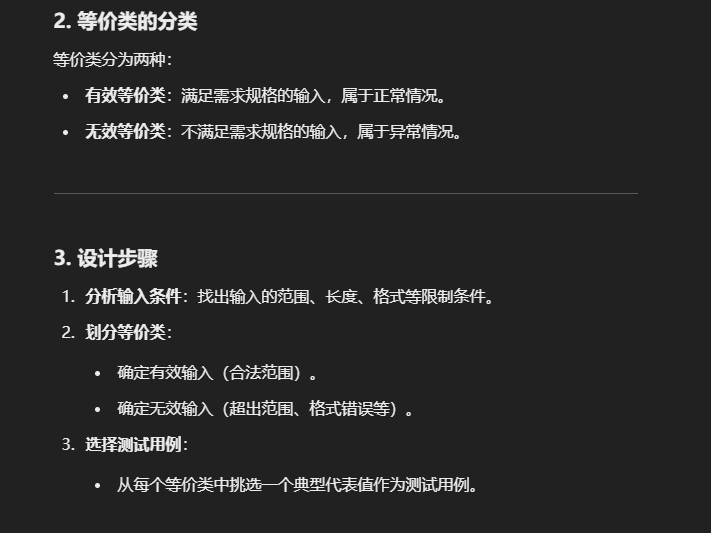 2. 等价类的分类
等价类分为两种：
• 有效等价类：满足需求规格的输入，属于正常情况。
• 无效等价类：不满足需求规格的输入，属于异常情况。
3. 设计步骤
1. 分析输入条件：找出输入的范围、长度、格式等限制条件。
2. 划分等价类：
• 确定有效输入（合法范围）。
• 确定无效输入（超出范围、格式错误等）。
3. 选择测试用例：
• 从每个等价类中挑选一个典型代表值作为测试用例。